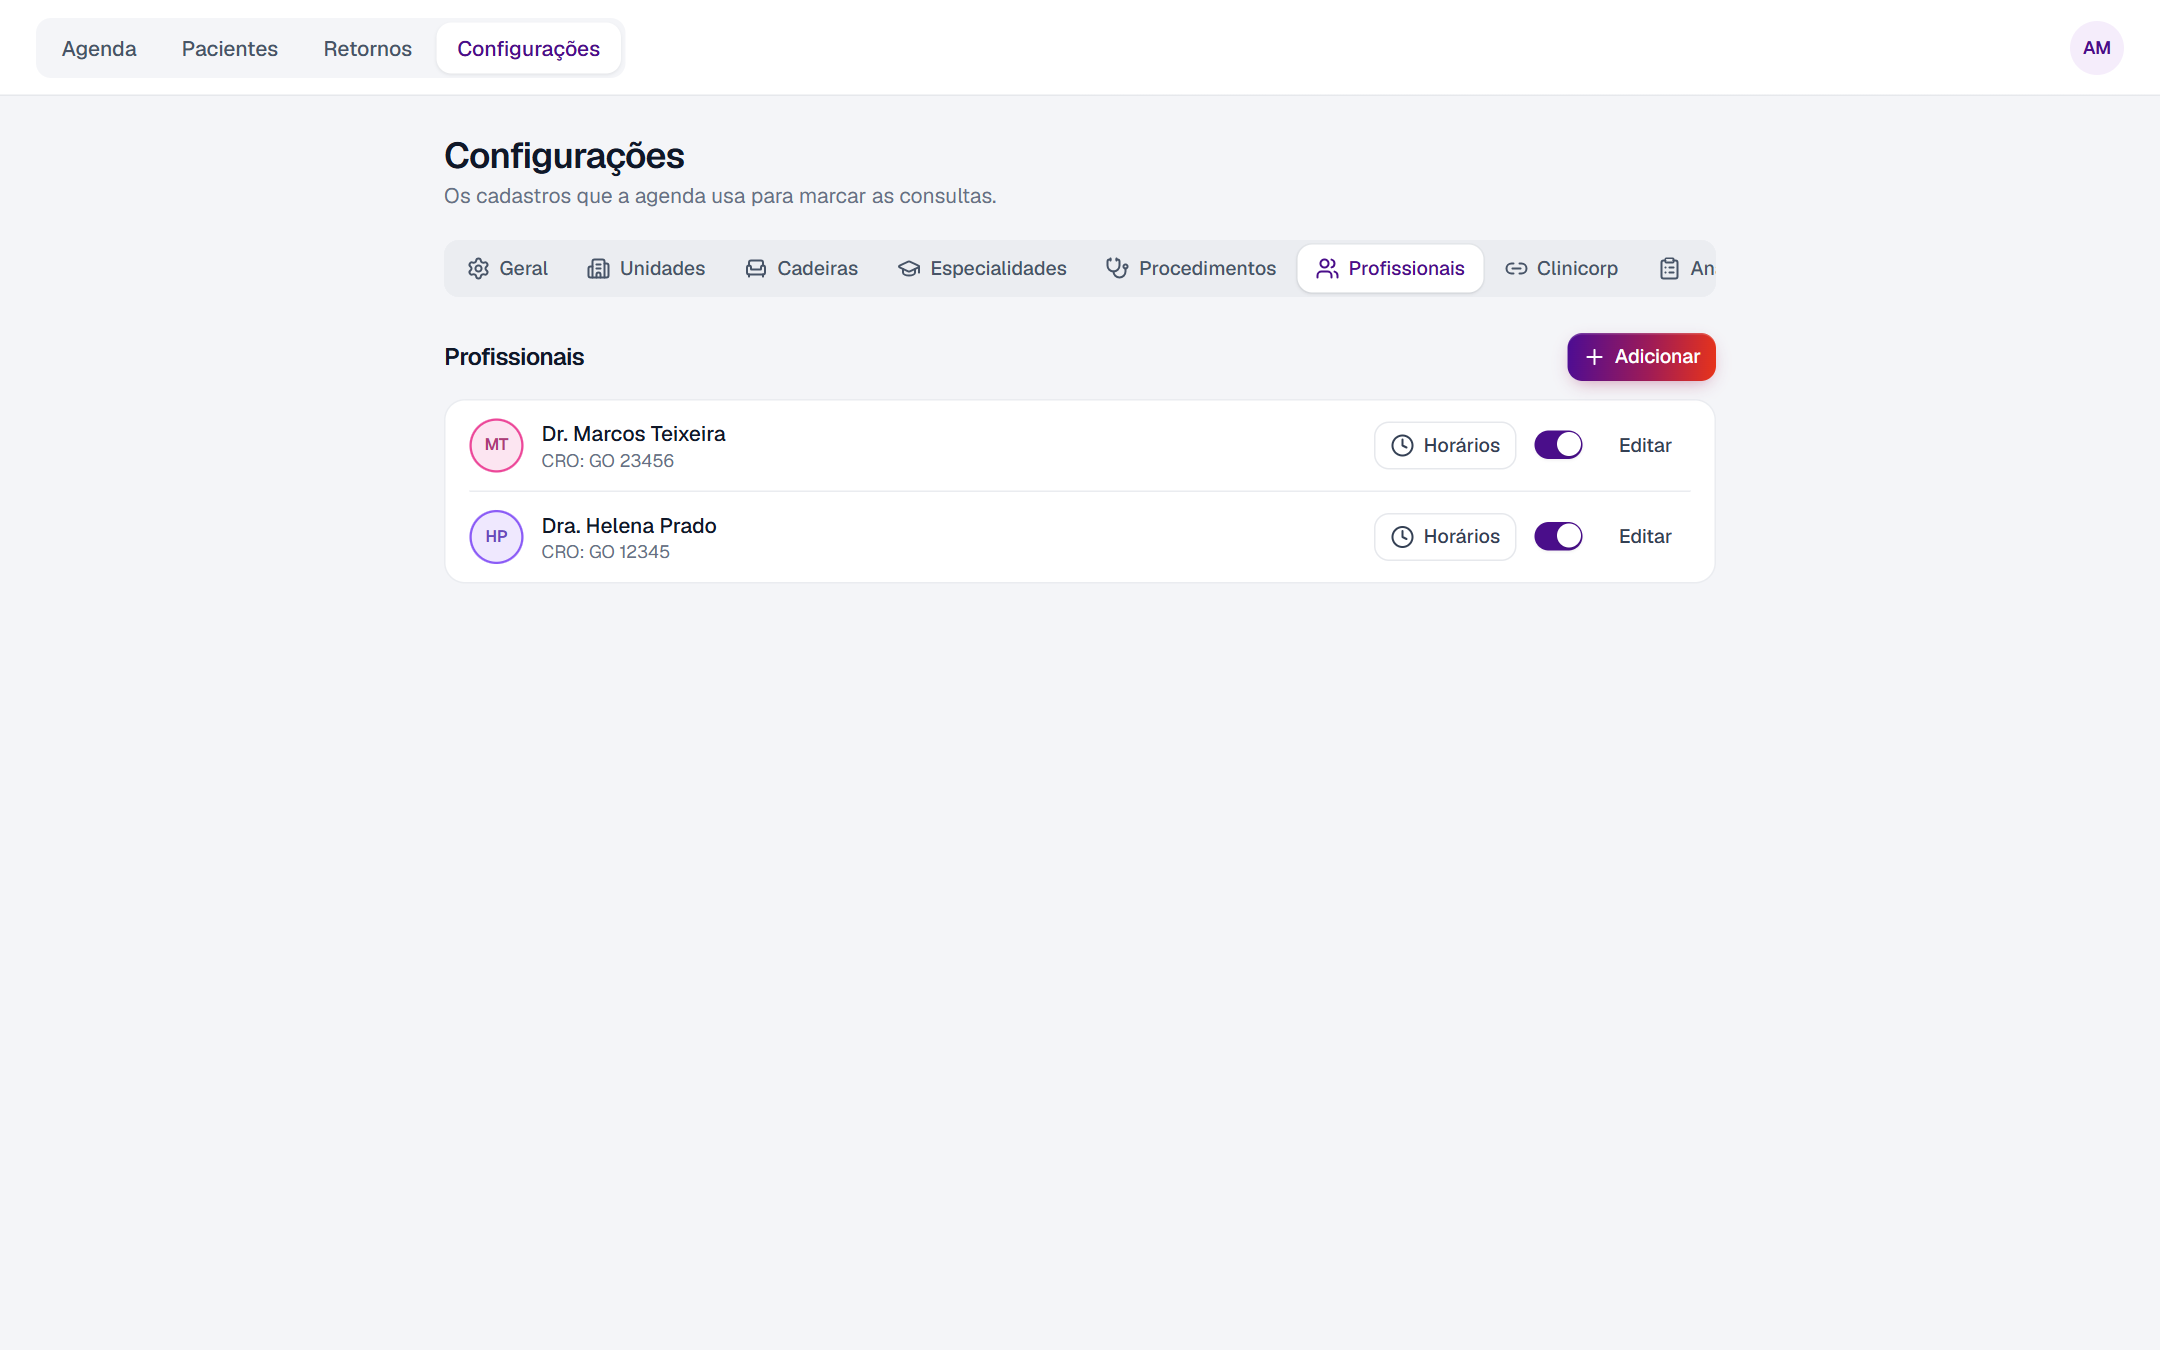 Agenda Pacientes Retornos Configurações AM
Configurações
Os cadastros que a agenda usa para marcar as consultas.
Geral Unidades Cadeiras Especialidades Procedimentos Profissionais Clinicorp An
Profissionais Adicionar
MT Dr. Marcos Teixeira Horários Editar
CRO: GO 23456
HP Dra. Helena Prado Horários Editar
CRO: GO 12345